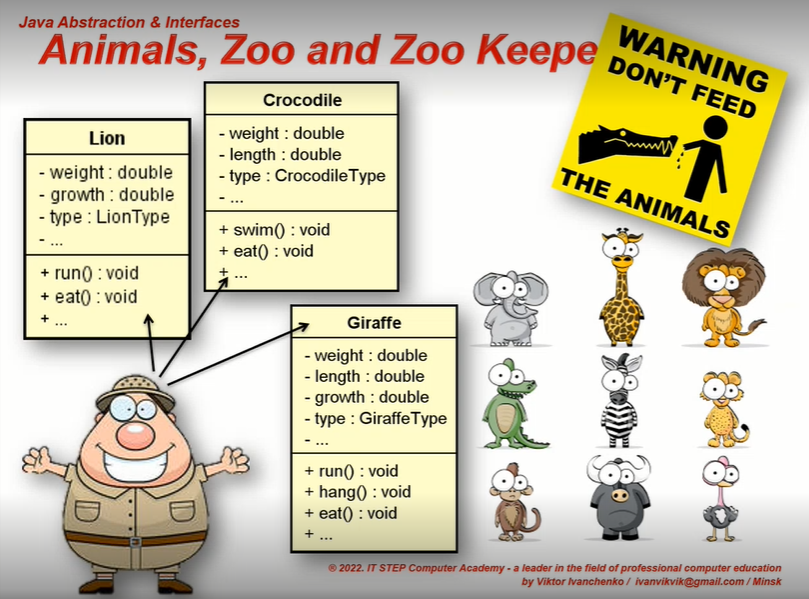 Java Abstraction & Interfaces
Animals, Zoo and Zoo Keepe
WARNING
DON'T FEED
THE ANIMALS
Lion
- weight : double
- growth : double
- type : LionType
- ...
+ run() : void
+ eat() : void
+ ...
Crocodile
- weight : double
- length : double
- type : CrocodileType
- ...
+ swim() : void
+ eat() : void
+ ...
Giraffe
- weight : double
- length : double
- growth : double
- type : GiraffeType
- ...
+ run() : void
+ hang() : void
+ eat() : void
+ ...
® 2022. IT STEP Computer Academy - a leader in the field of professional computer education
by Viktor Ivanchenko / ivanvikvik@gmail.com / Minsk